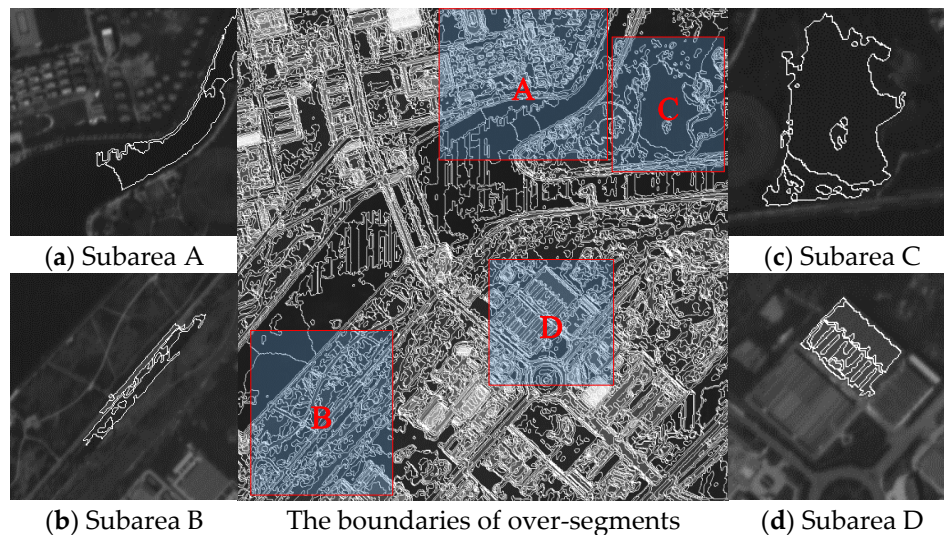 A
C
D
B
(a) Subarea A
(c) Subarea C
(b) Subarea B
The boundaries of over-segments
(d) Subarea D